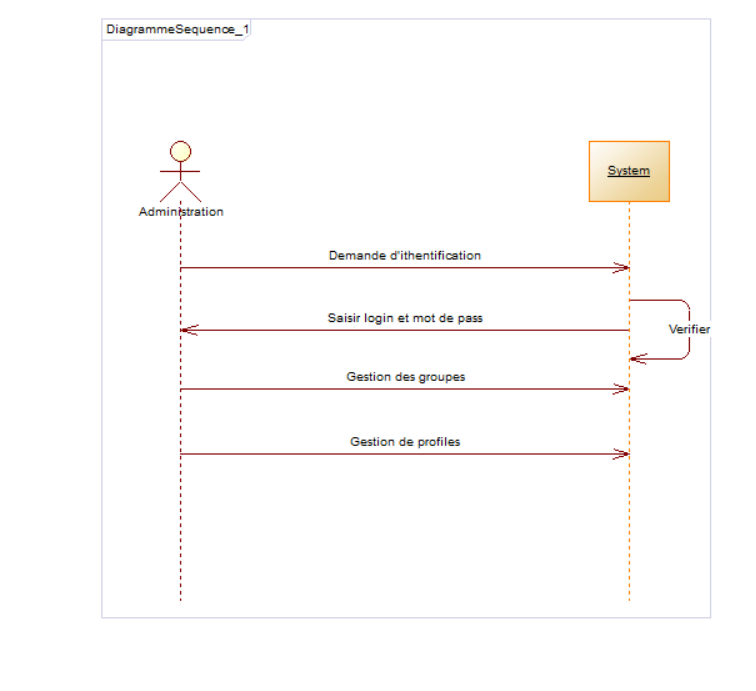 DiagrammeSequence_1
System
Administration
Demande d'ithentification
Saisir login et mot de pass
Verifier
Gestion des groupes
Gestion de profiles